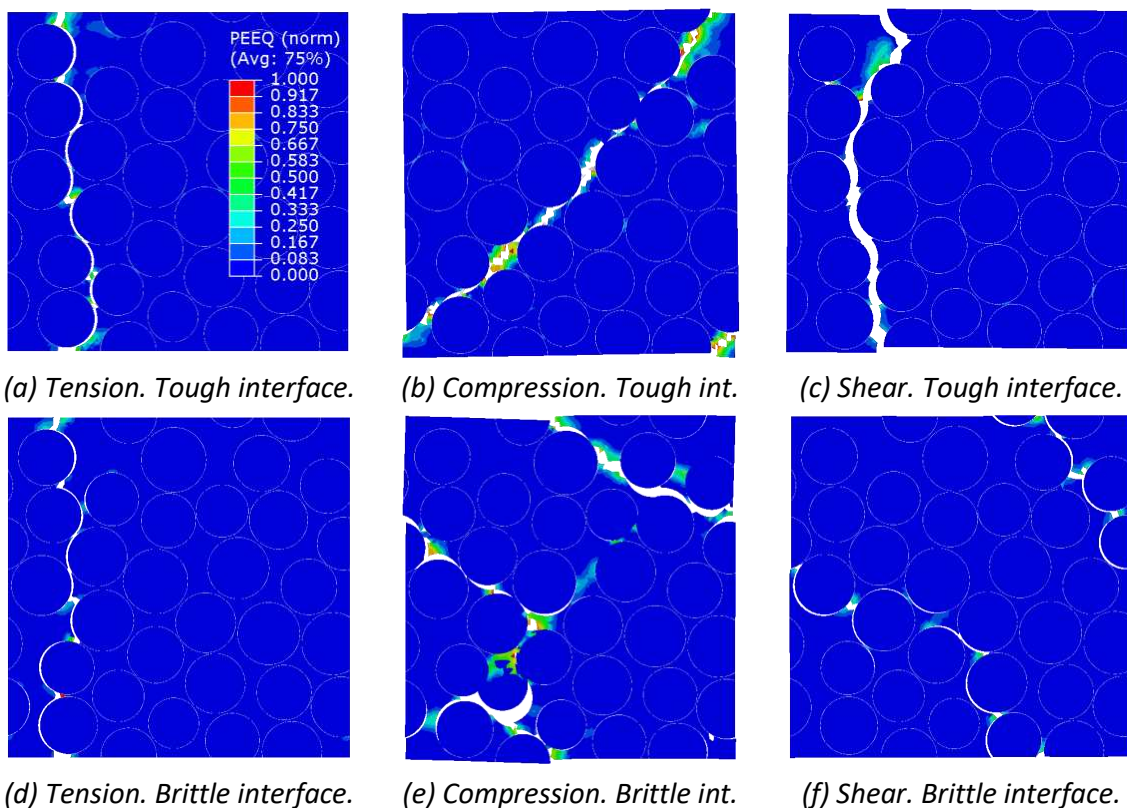 PEEQ (norm)
(Avg: 75%)
1.000
0.917
0.833
0.750
0.667
0.583
0.500
0.417
0.333
0.250
0.167
0.083
0.000
(a) Tension. Tough interface.
(b) Compression. Tough int.
(c) Shear. Tough interface.
(d) Tension. Brittle interface.
(e) Compression. Brittle int.
(f) Shear. Brittle interface.